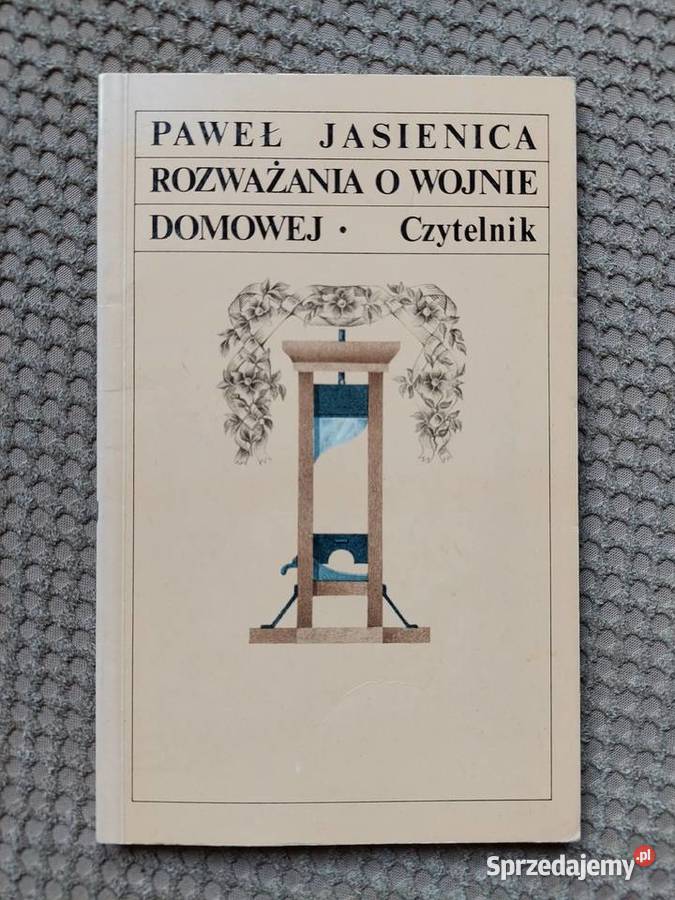 PAWEŁ JASIENICA
ROZWAŻANIA O WOJNIE
DOMOWEJ • Czytelnik
Sprzedajemy.pl